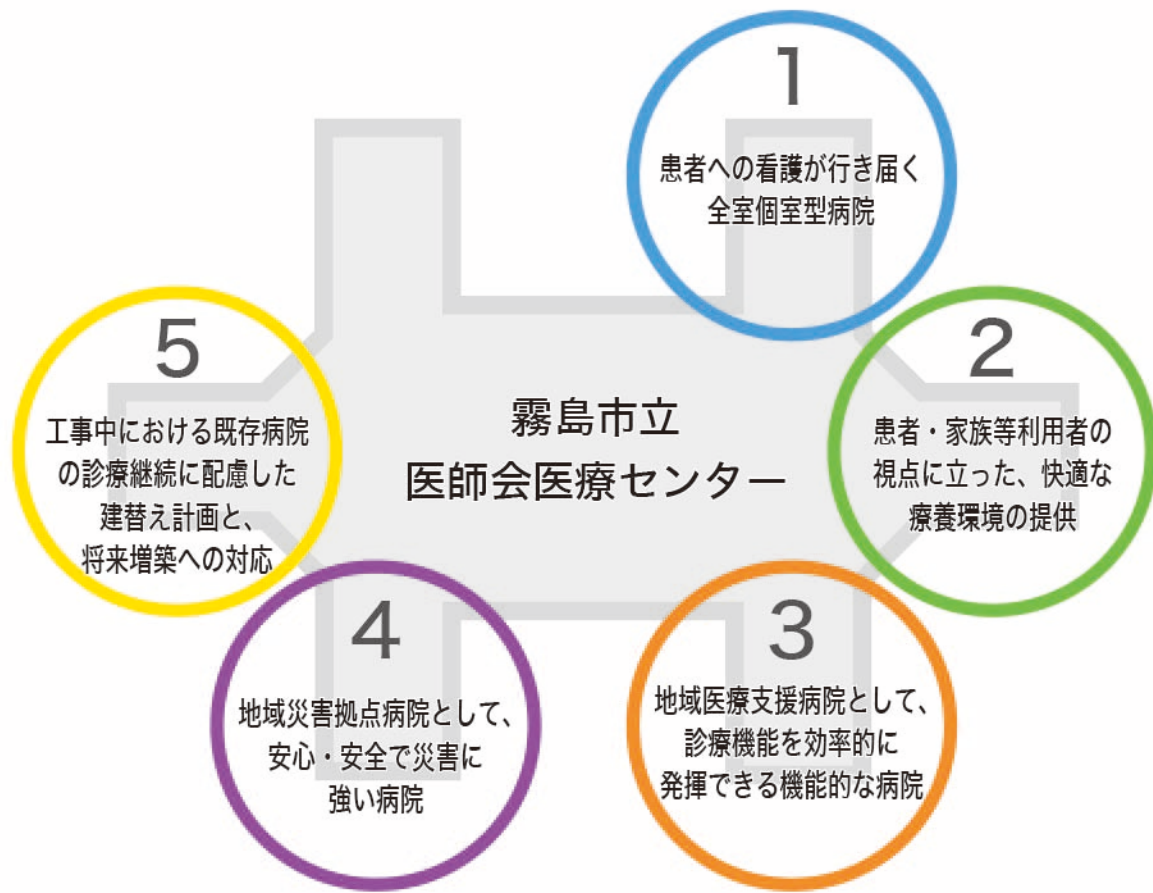 霧島市立
医師会医療センター
1
患者への看護が行き届く
全室個室型病院
2
患者・家族等利用者の
視点に立った、快適な
療養環境の提供
3
地域医療支援病院として、
診療機能を効率的に
発揮できる機能的な病院
4
地域災害拠点病院として、
安心・安全で災害に
強い病院
5
工事中における既存病院
の診療継続に配慮した
建替え計画と、
将来増築への対応